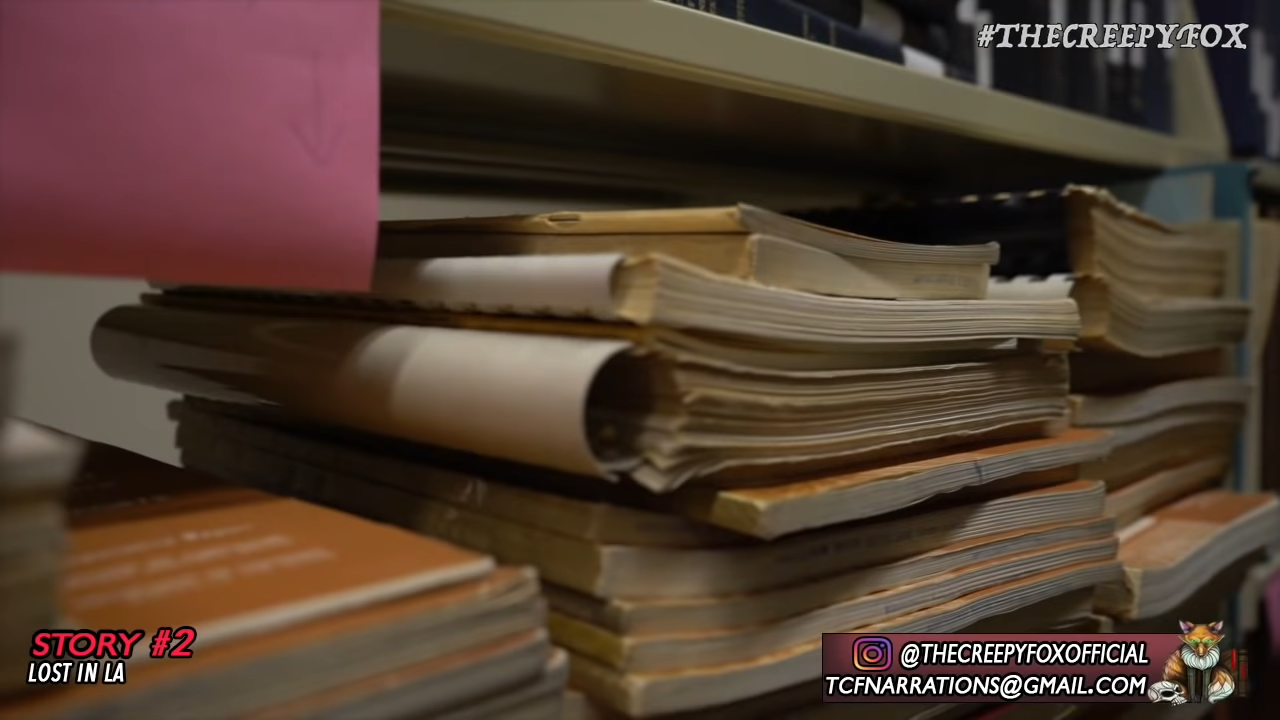 #THECREEPYFOX
STORY #2
LOST IN LA
@THECREEPYFOXOFFICIAL
TCFNARRATIONS@GMAIL.COM